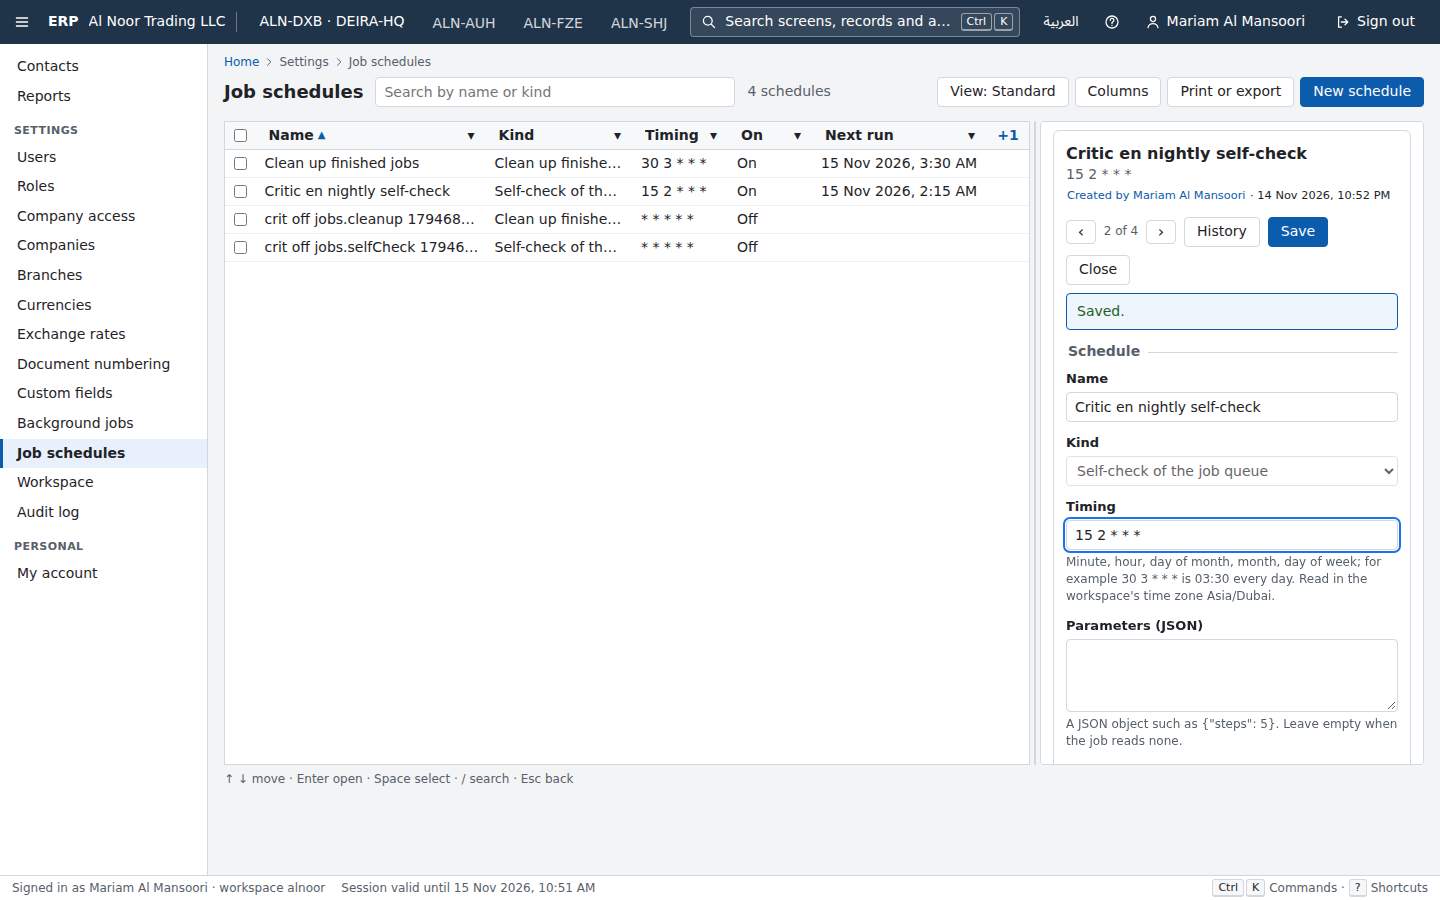 ERP Al Noor Trading LLC ALN-DXB · DEIRA-HQ ALN-AUH ALN-FZE ALN-SHJ Search screens, records and a… Ctrl K العربية Mariam Al Mansoori Sign out
Contacts
Reports
SETTINGS
Users
Roles
Company access
Companies
Branches
Currencies
Exchange rates
Document numbering
Custom fields
Background jobs
Job schedules
Workspace
Audit log
PERSONAL
My account
Home > Settings > Job schedules
Job schedules Search by name or kind 4 schedules View: Standard Columns Print or export New schedule
Name ▲ ▼ Kind ▼ Timing ▼ On ▼ Next run ▼ +1
Clean up finished jobs Clean up finishe… 30 3 * * * On 15 Nov 2026, 3:30 AM
Critic en nightly self-check Self-check of th… 15 2 * * * On 15 Nov 2026, 2:15 AM
crit off jobs.cleanup 179468… Clean up finishe… * * * * * Off
crit off jobs.selfCheck 17946… Self-check of th… * * * * * Off
↑ ↓ move · Enter open · Space select · / search · Esc back
Critic en nightly self-check
15 2 * * *
Created by Mariam Al Mansoori · 14 Nov 2026, 10:52 PM
‹ 2 of 4 › History Save
Close
Saved.
Schedule
Name
Critic en nightly self-check
Kind
Self-check of the job queue
Timing
15 2 * * *
Minute, hour, day of month, month, day of week; for
example 30 3 * * * is 03:30 every day. Read in the
workspace's time zone Asia/Dubai.
Parameters (JSON)
A JSON object such as {"steps": 5}. Leave empty when
the job reads none.
Signed in as Mariam Al Mansoori · workspace alnoor Session valid until 15 Nov 2026, 10:51 AM Ctrl K Commands · ? Shortcuts